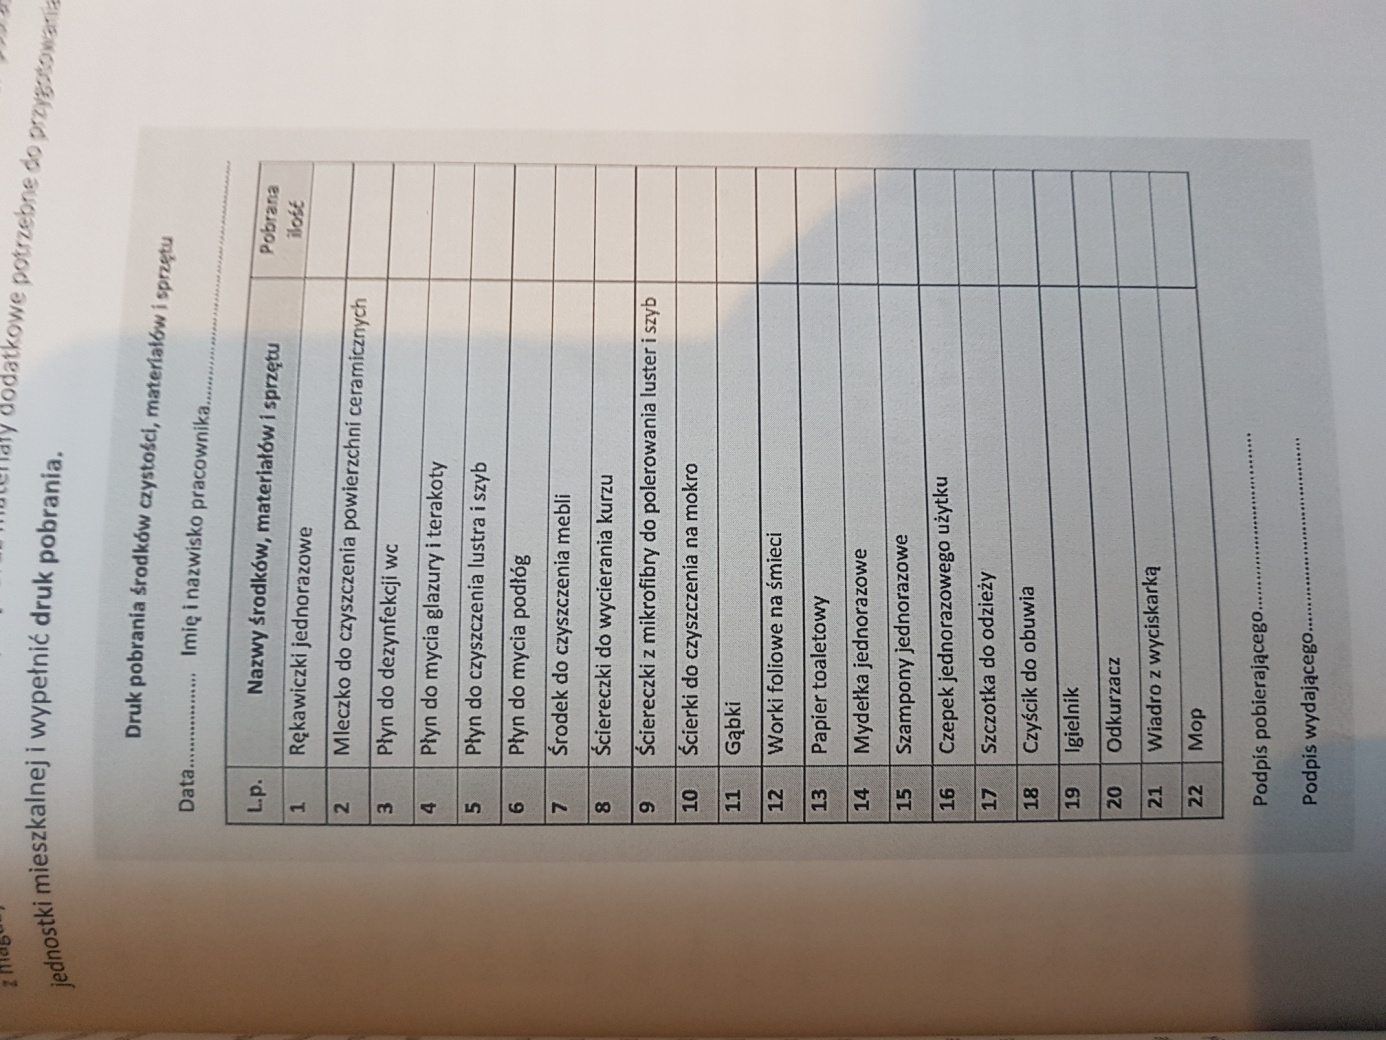 materiały dodatkowe potrzebne do przygotowania
jednostki mieszkalnej i wypełnić druk pobrania.
Druk pobrania środków czystości, materiałów i sprzętu
Data.................. Imię i nazwisko pracownika..................................................
L.p. Nazwy środków, materiałów i sprzętu Pobrana ilość
1 Rękawiczki jednorazowe
2 Mleczko do czyszczenia powierzchni ceramicznych
3 Płyn do dezynfekcji wc
4 Płyn do mycia glazury i terakoty
5 Płyn do czyszczenia lustra i szyb
6 Płyn do mycia podłóg
7 Środek do czyszczenia mebli
8 Ściereczki do wycierania kurzu
9 Ściereczki z mikrofibry do polerowania luster i szyb
10 Ścierki do czyszczenia na mokro
11 Gąbki
12 Worki foliowe na śmieci
13 Papier toaletowy
14 Mydełka jednorazowe
15 Szampony jednorazowe
16 Czepek jednorazowego użytku
17 Szczotka do odzieży
18 Czyścik do obuwia
19 Igielnik
20 Odkurzacz
21 Wiadro z wyciskarką
22 Mop
Podpis pobierającego........................................
Podpis wydającego............................................